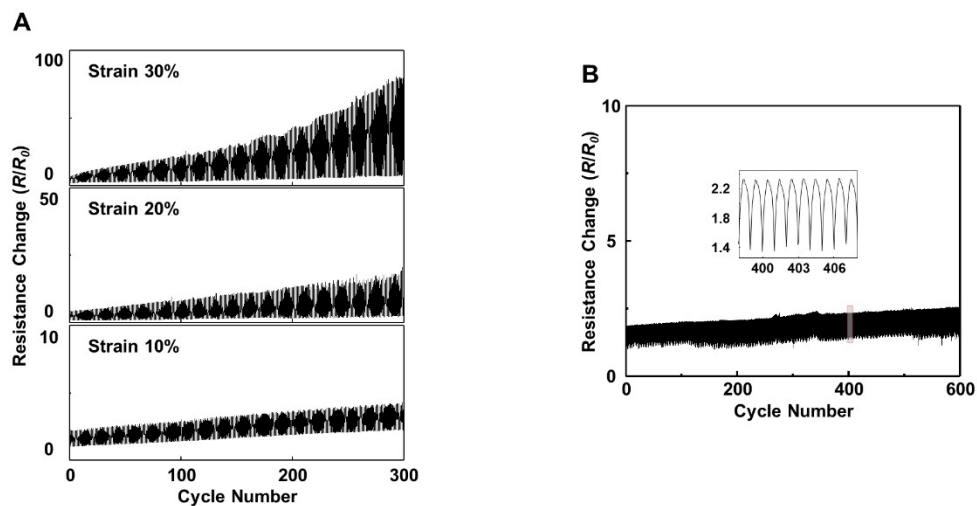 A
100
Strain 30%
0
50
Strain 20%
0
10
Strain 10%
0
0 100 200 300
Cycle Number
Resistance Change (R/R0)
B
10
5
0
2.2
1.8
1.4
400 403 406
0 200 400 600
Cycle Number
Resistance Change (R/R0)